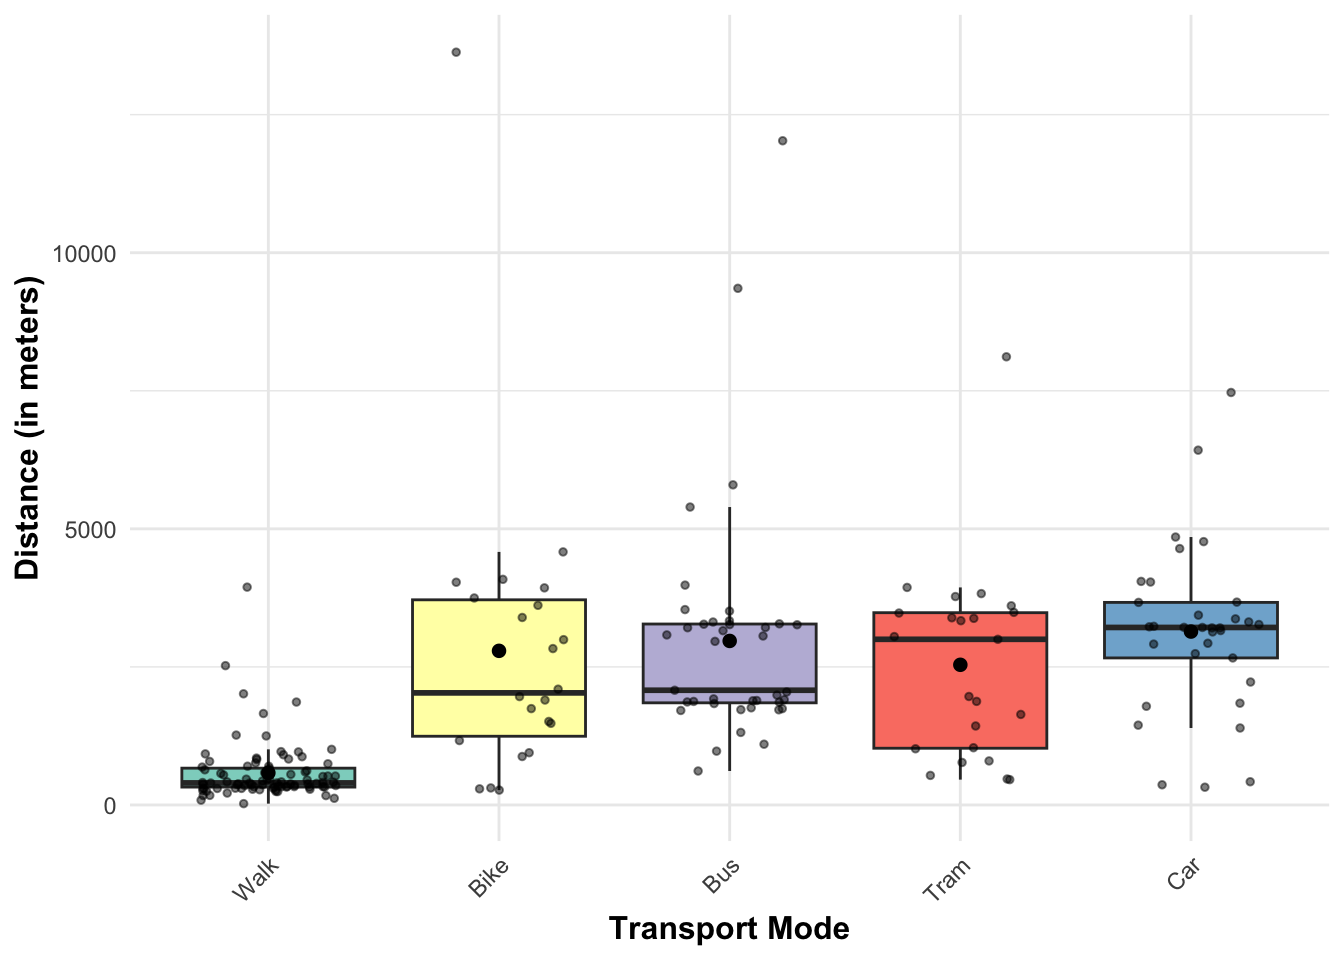 Distance (in meters)
10000
5000
0
Walk
Bike
Bus
Tram
Car
Transport Mode